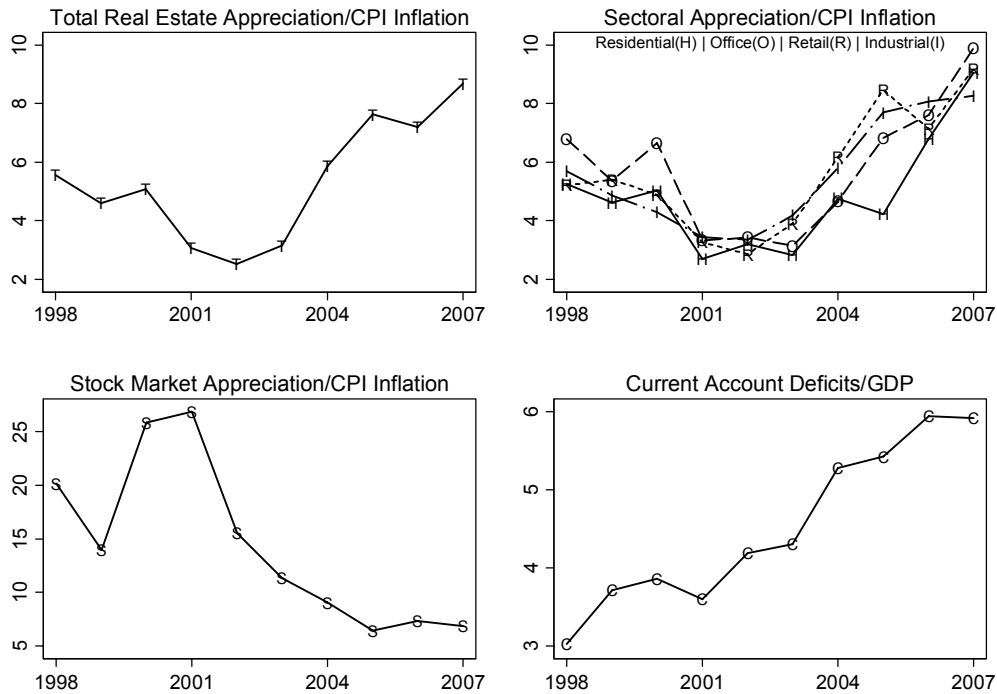 Total Real Estate Appreciation/CPI Inflation
10
8
6
4
2
T T T T T T T T T T
1998 2001 2004 2007
Sectoral Appreciation/CPI Inflation
Residential(H) | Office(O) | Retail(R) | Industrial(I)
10
8
6
4
2
1998 2001 2004 2007
Stock Market Appreciation/CPI Inflation
25
20
15
10
5
S S S S S S S S S S
1998 2001 2004 2007
Current Account Deficits/GDP
6
5
4
3
C C C C C C C C C C
1998 2001 2004 2007